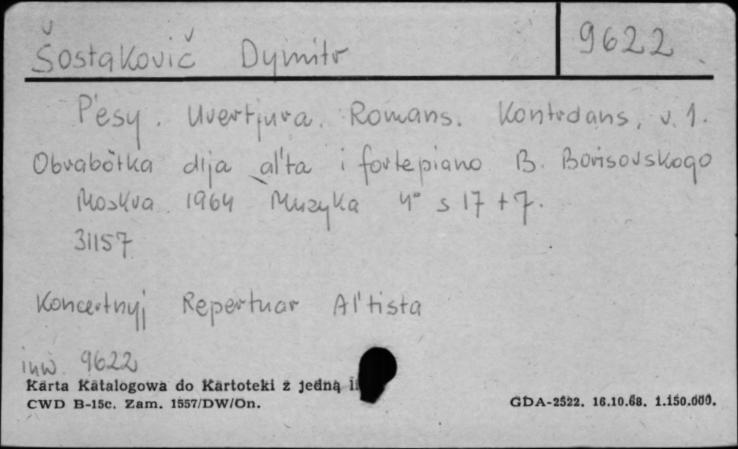 Šostaković Dymitr 9622
P'esy. Uvertjura. Romans. Kontrdans, v. 1.
Obrabòtka dlja al'ta i fortepiano B. Borisovskogo
Moskva 1964 Muzyka 4° s 17 + 7.
31157
Koncertnyj Repertuar Al'tista
inw. 9622
Karta Katalogowa do Kartoteki z jedną
CWD B-15c. Zam. 1557/DW/On. GDA-2522. 16.10.68. 1.150.000.